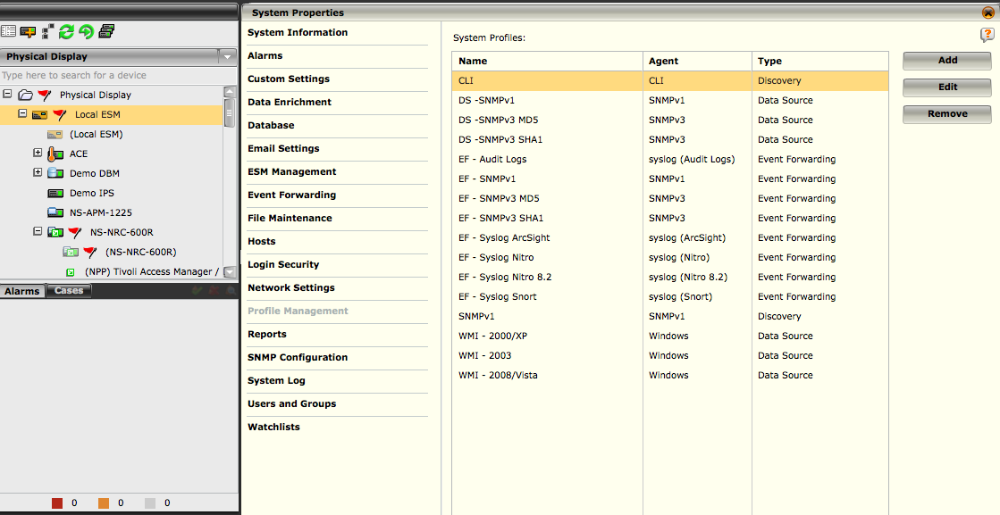 System Properties
Physical Display
Type here to search for a device
Physical Display
Local ESM
(Local ESM)
ACE
Demo DBM
Demo IPS
NS-APM-1225
NS-NRC-600R
(NS-NRC-600R)
(NPP) Tivoli Access Manager /
Alarms Cases
0 0 0
System Information
Alarms
Custom Settings
Data Enrichment
Database
Email Settings
ESM Management
Event Forwarding
File Maintenance
Hosts
Login Security
Network Settings
Profile Management
Reports
SNMP Configuration
System Log
Users and Groups
Watchlists
System Profiles:
Name Agent Type
CLI CLI Discovery
DS -SNMPv1 SNMPv1 Data Source
DS -SNMPv3 MD5 SNMPv3 Data Source
DS -SNMPv3 SHA1 SNMPv3 Data Source
EF - Audit Logs syslog (Audit Logs) Event Forwarding
EF - SNMPv1 SNMPv1 Event Forwarding
EF - SNMPv3 MD5 SNMPv3 Event Forwarding
EF - SNMPv3 SHA1 SNMPv3 Event Forwarding
EF - Syslog ArcSight syslog (ArcSight) Event Forwarding
EF - Syslog Nitro syslog (Nitro) Event Forwarding
EF - Syslog Nitro 8.2 syslog (Nitro 8.2) Event Forwarding
EF - Syslog Snort syslog (Snort) Event Forwarding
SNMPv1 SNMPv1 Discovery
WMI - 2000/XP Windows Data Source
WMI - 2003 Windows Data Source
WMI - 2008/Vista Windows Data Source
?
Add
Edit
Remove